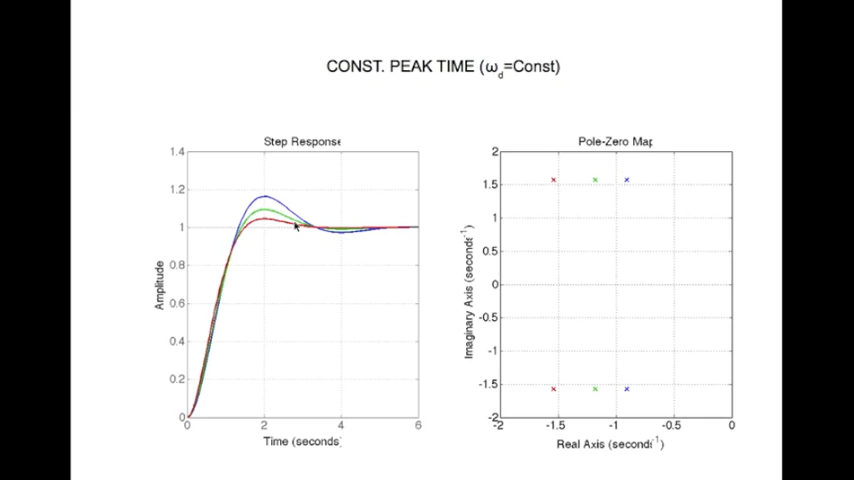 CONST. PEAK TIME (ω_d=Const)
Step Response
1.4
1.2
1
0.8
0.6
0.4
0.2
0
0 2 4 6
Amplitude
Time (seconds)
Pole-Zero Map
2
1.5
1
0.5
0
-0.5
-1
-1.5
-2
-2 -1.5 -1 -0.5 0
Imaginary Axis (seconds⁻¹)
Real Axis (seconds⁻¹)